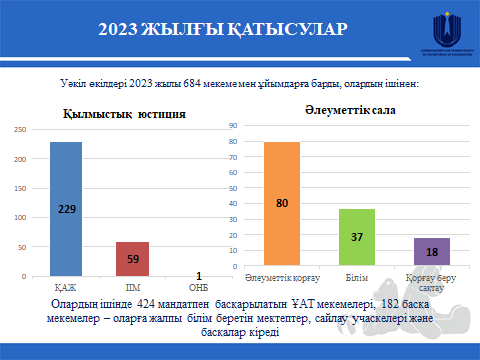 2023 ЖЫЛҒЫ ҚАТЫСУЛАР
Уәкіл өкілдері 2023 жылы 684 мекеме мен ұйымдарға барды, олардың ішінен:
Қылмыстық юстиция
250
200
150
100
50
0
229
59
1
ҚАЖ
ІІМ
ОНБ
Әлеуметтік сала
90
80
70
60
50
40
30
20
10
0
80
37
18
Әлеуметтік қорғау
Білім
Қорғау беру
сақтау
Олардың ішінде 424 мандатпен басқарылатын ҰАТ мекемелері, 182 басқа
мекемелер – оларға жалпы білім беретін мектептер, сайлау учаскелері және
басқалар кіреді